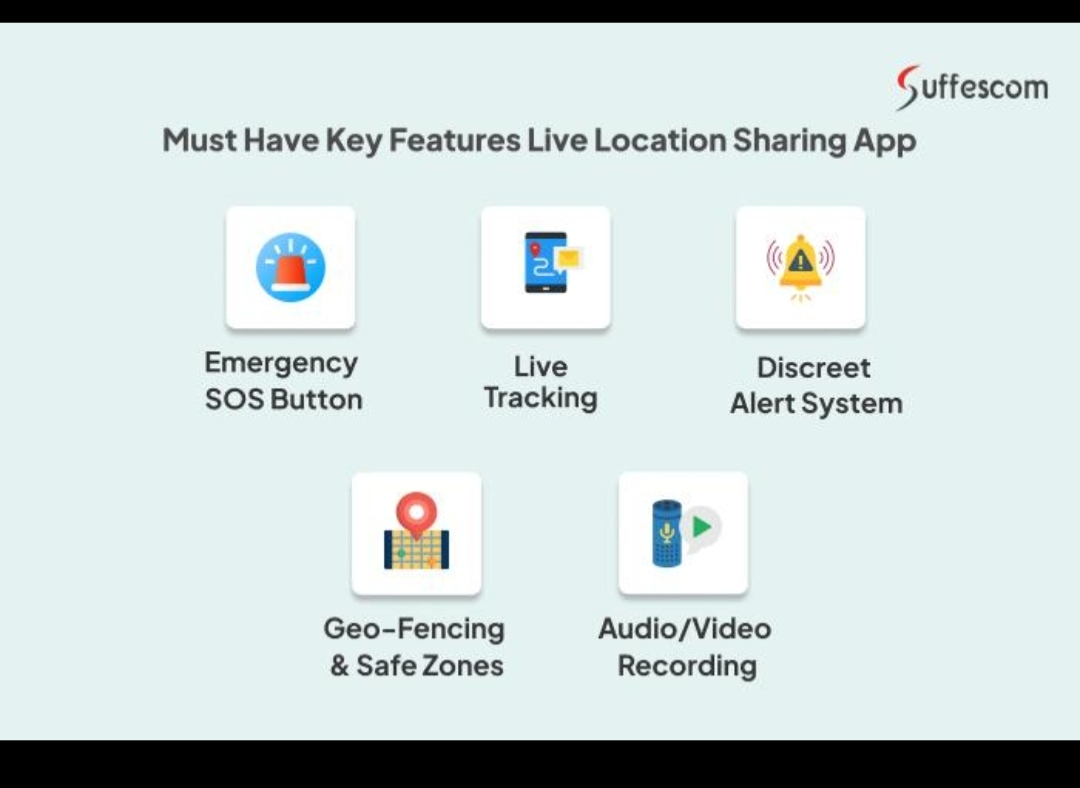 Suffescom
Must Have Key Features Live Location Sharing App
Emergency
SOS Button
Live
Tracking
Discreet
Alert System
Geo-Fencing
& Safe Zones
Audio/Video
Recording